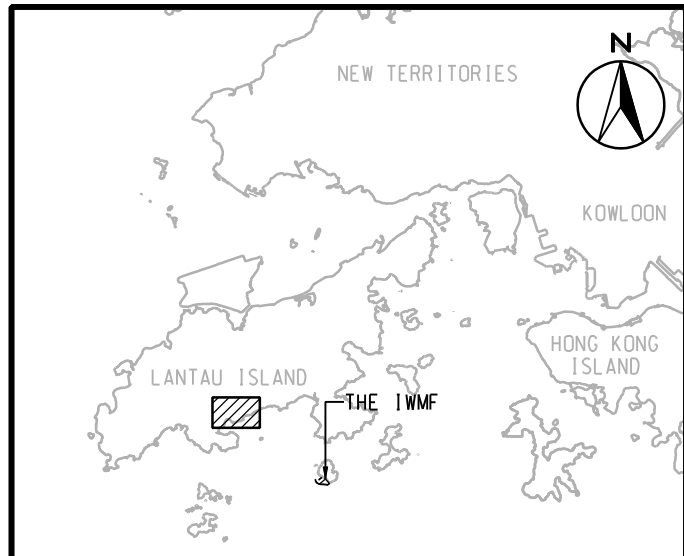 N
NEW TERRITORIES
KOWLOON
HONG KONG
ISLAND
LANTAU ISLAND
THE IWMF